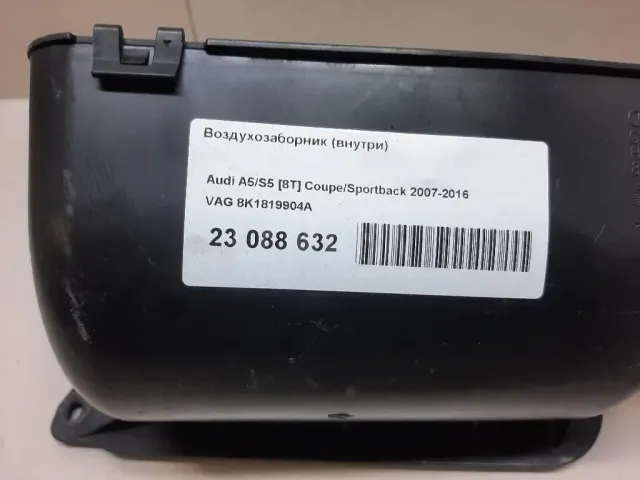 Воздухозаборник (внутри)
Audi A5/S5 [8T] Coupe/Sportback 2007-2016
VAG 8K1819904A
23 088 632